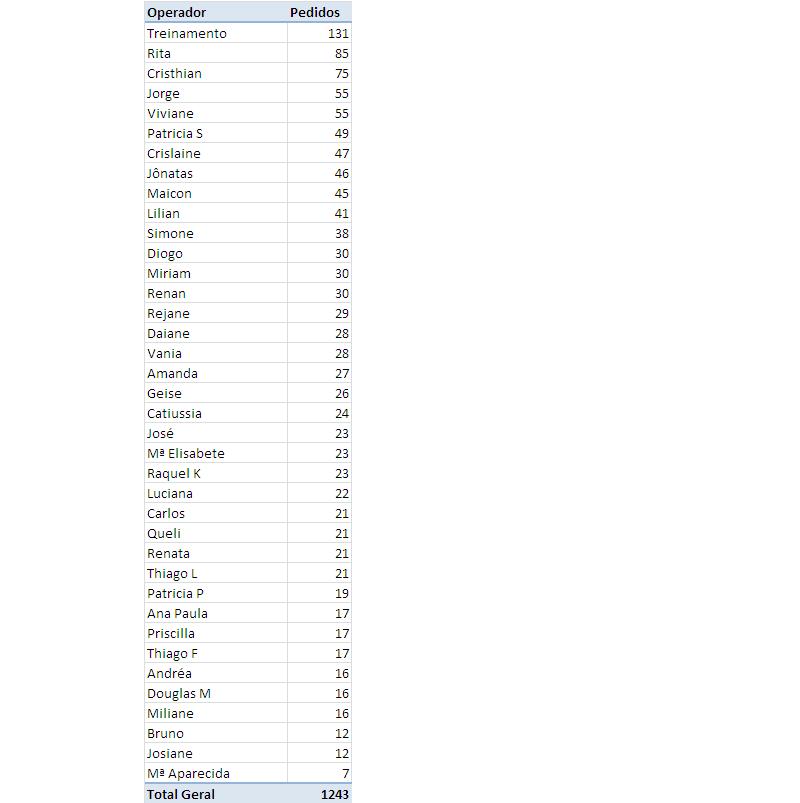 Operador Pedidos
Treinamento 131
Rita 85
Cristhian 75
Jorge 55
Viviane 55
Patricia S 49
Crislaine 47
Jônatas 46
Maicon 45
Lilian 41
Simone 38
Diogo 30
Miriam 30
Renan 30
Rejane 29
Daiane 28
Vania 28
Amanda 27
Geise 26
Catiussia 24
José 23
Mª Elisabete 23
Raquel K 23
Luciana 22
Carlos 21
Queli 21
Renata 21
Thiago L 21
Patricia P 19
Ana Paula 17
Priscilla 17
Thiago F 17
Andréa 16
Douglas M 16
Miliane 16
Bruno 12
Josiane 12
Mª Aparecida 7
Total Geral 1243